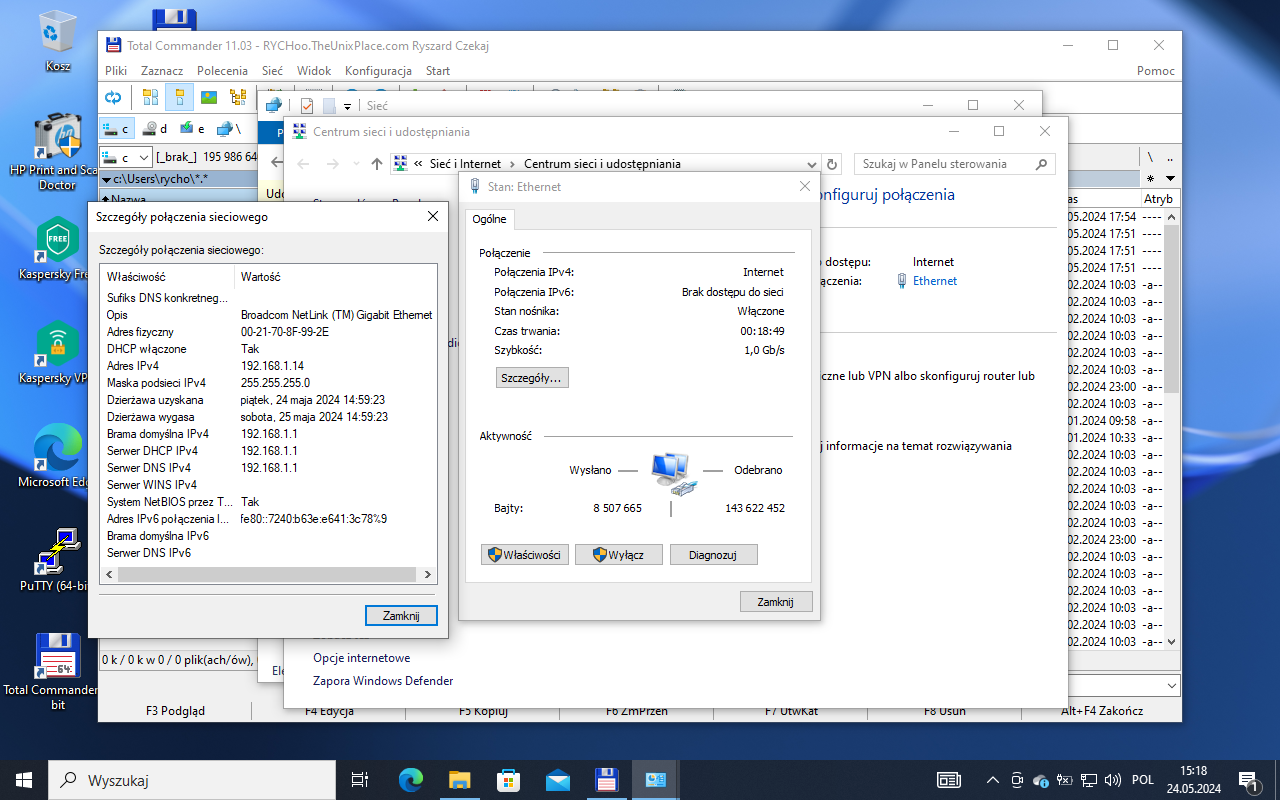 Kosz
HP Print and Sca
Doctor
Kaspersky Fre
Kaspersky VP
Microsoft Ed
PuTTY (64-bi
Total Commander
bit
Total Commander 11.03 - RYCHoo.TheUnixPlace.com Ryszard Czekaj
Pliki Zaznacz Polecenia Sieć Widok Konfiguracja Start Pomoc
c d e \
c [_brak_] 195 986 64
\ ..
c:\Users\rycho\*.*
* 
Nazwa
as Atryb
05.2024 17:54 ----
05.2024 17:51 ----
05.2024 17:51 ----
05.2024 17:51 ----
02.2024 10:03 -a--
02.2024 10:03 -a--
02.2024 10:03 -a--
02.2024 10:03 -a--
02.2024 10:03 -a--
02.2024 10:03 -a--
02.2024 23:00 -a--
02.2024 10:03 -a--
01.2024 09:58 -a--
01.2024 10:33 -a--
02.2024 10:03 -a--
02.2024 10:03 -a--
02.2024 10:03 -a--
02.2024 10:03 -a--
02.2024 10:03 -a--
02.2024 23:00 -a--
02.2024 10:03 -a--
02.2024 10:03 -a--
02.2024 10:03 -a--
02.2024 10:03 -a--
02.2024 10:03 -a--
02.2024 10:03 -a--
0 k / 0 k w 0 / 0 plik(ach/ów),
F3 Podgląd F4 Edycja F5 Kopiuj F6 ZmPrzen F7 UtwKat F8 Usuń Alt+F4 Zakończ
Sieć
P
Udo
Ele
Centrum sieci i udostępniania
« Sieć i Internet > Centrum sieci i udostępniania
Szukaj w Panelu sterowania
onfiguruj połączenia
o dostępu: Internet
ączenia: Ethernet
die
czne lub VPN albo skonfiguruj router lub
j informacje na temat rozwiązywania
Opcje internetowe
Zapora Windows Defender
Stan: Ethernet
Ogólne
Połączenie
Połączenia IPv4: Internet
Połączenia IPv6: Brak dostępu do sieci
Stan nośnika: Włączone
Czas trwania: 00:18:49
Szybkość: 1,0 Gb/s
Szczegóły...
Aktywność
Wysłano Odebrano
Bajty: 8 507 665 143 622 452
Właściwości Wyłącz Diagnozuj
Zamknij
Szczegóły połączenia sieciowego
Szczegóły połączenia sieciowego:
Właściwość Wartość
Sufiks DNS konkretneg...
Opis Broadcom NetLink (TM) Gigabit Ethernet
Adres fizyczny 00-21-70-8F-99-2E
DHCP włączone Tak
Adres IPv4 192.168.1.14
Maska podsieci IPv4 255.255.255.0
Dzierżawa uzyskana piątek, 24 maja 2024 14:59:23
Dzierżawa wygasa sobota, 25 maja 2024 14:59:23
Brama domyślna IPv4 192.168.1.1
Serwer DHCP IPv4 192.168.1.1
Serwer DNS IPv4 192.168.1.1
Serwer WINS IPv4
System NetBIOS przez T... Tak
Adres IPv6 połączenia l... fe80::7240:b63e:e641:3c78%9
Brama domyślna IPv6
Serwer DNS IPv6
Zamknij
Wyszukaj
POL
15:18
24.05.2024
1